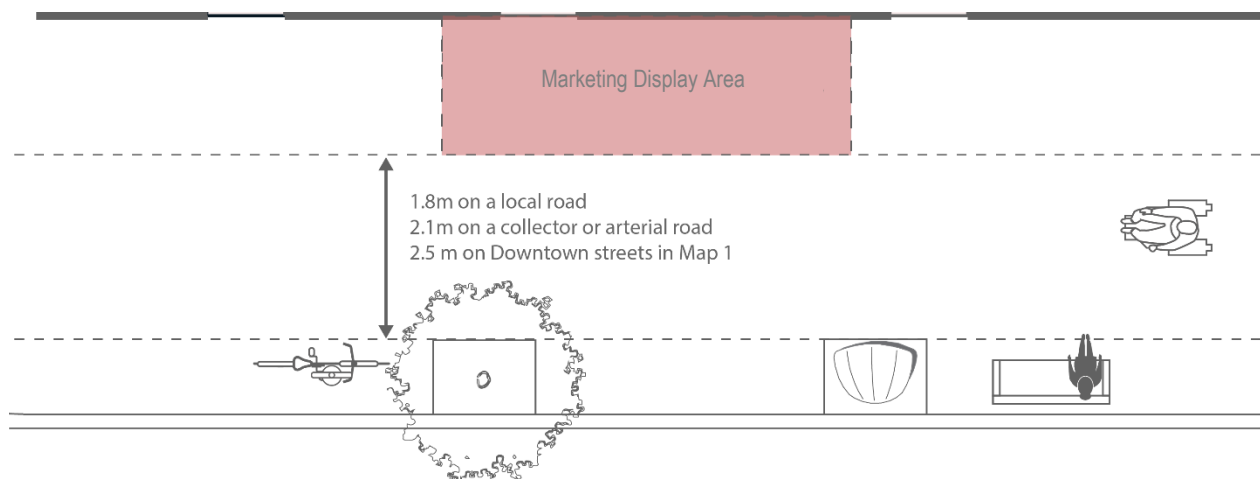 Marketing Display Area
1.8m on a local road
2.1m on a collector or arterial road
2.5 m on Downtown streets in Map 1